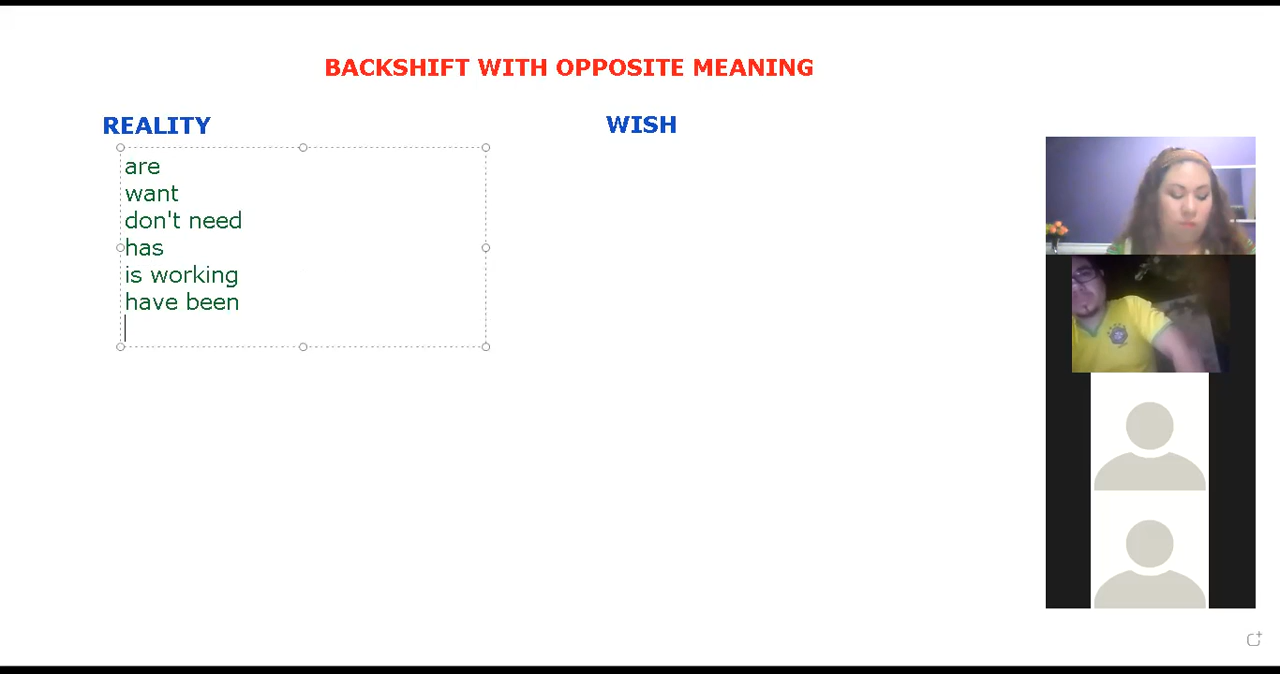 BACKSHIFT WITH OPPOSITE MEANING
REALITY
WISH
are
want
don't need
has
is working
have been